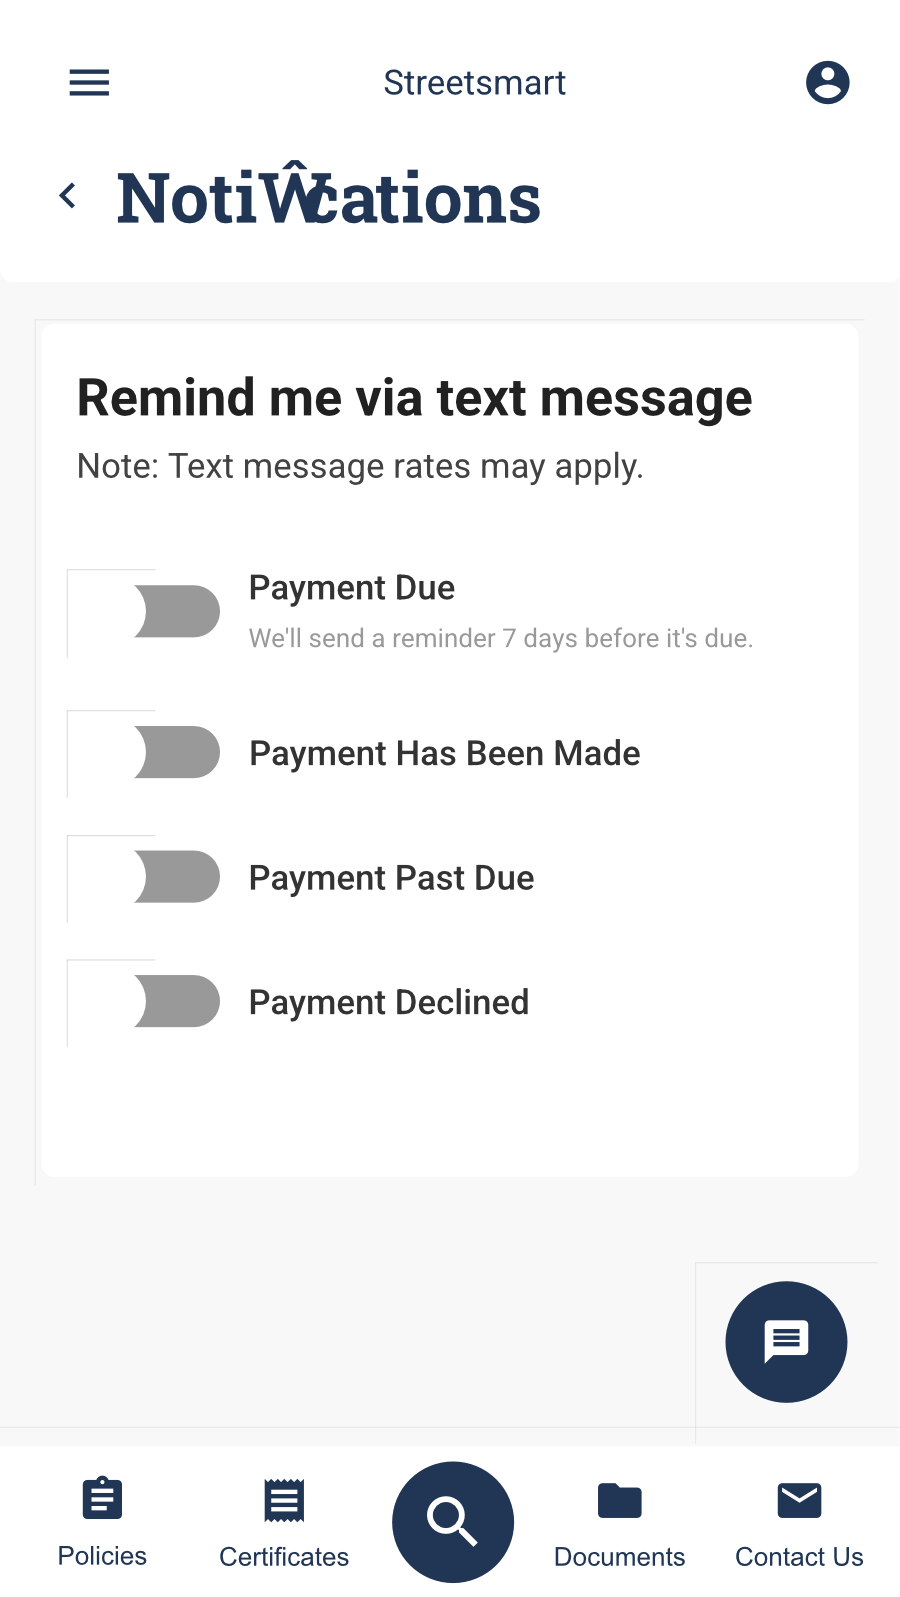 Streetsmart
NotiŴcations
Remind me via text message
Note: Text message rates may apply.
Payment Due
We'll send a reminder 7 days before it's due.
Payment Has Been Made
Payment Past Due
Payment Declined
Policies
Certificates
Documents
Contact Us